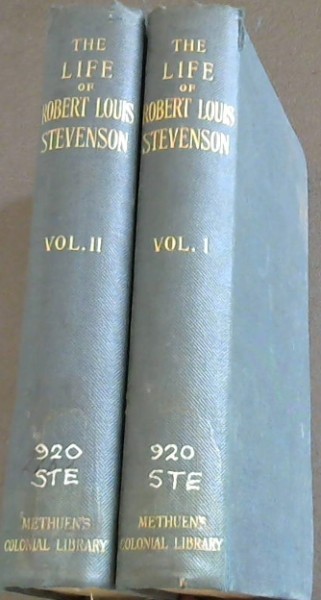 THE
LIFE
OF
ROBERT LOUIS
STEVENSON
VOL. II
920
STE
METHUEN'S
COLONIAL LIBRARY
THE
LIFE
OF
ROBERT LOUIS
STEVENSON
VOL. I
920
STE
METHUEN'S
COLONIAL LIBRARY